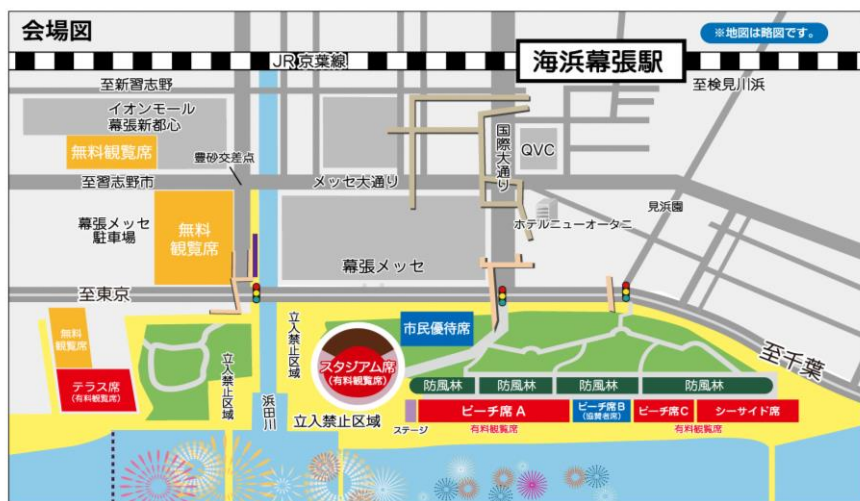 会場図
※地図は略図です。
JR京葉線
海浜幕張駅
至新習志野
至検見川浜
イオンモール
幕張新都心
無料観覧席
豊砂交差点
国際大通り
QVC
至習志野市
メッセ大通り
見浜園
ホテルニューオータニ
幕張メッセ
駐車場
無料
観覧席
幕張メッセ
至東京
無料
観覧席
テラス席
(有料観覧席)
立入禁止区域
浜田川
立入禁止区域
スタジアム席
(有料観覧席)
市民優待席
至千葉
防風林
防風林
防風林
防風林
立入禁止区域
ステージ
ビーチ席A
有料観覧席
ビーチ席B
(協賛者席)
ビーチ席C
シーサイド席
有料観覧席